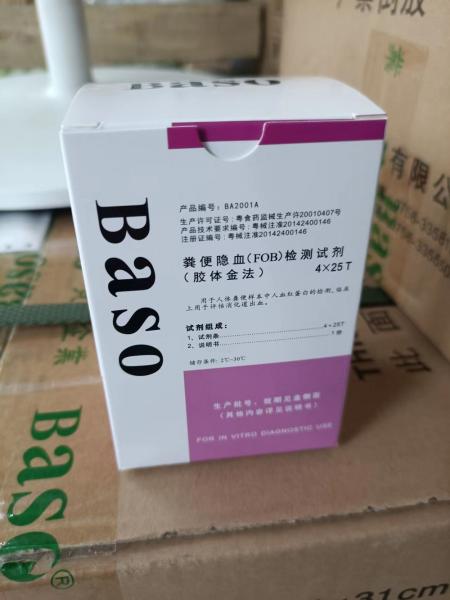 Baso
Baso
产品编号: BA2001A
生产许可证号: 粤食药监械生产许20010407号
产品技术要求编号: 粤械注准20142400146
注册证编号: 粤械注准20142400146
粪便隐血(FOB)检测试剂
(胶体金法) 4×25T
用于人体粪便样本中人血红蛋白的检测, 临床
上用于评估消化道出血。
试剂组成:
1、试剂条 4×25T
2、说明书 1份
储存条件: 2℃~30℃
生产批号、效期见盒侧面
(其他内容详见说明书)
FOR IN VITRO DIAGNOSTIC USE
有限公
BaSO®
31cm